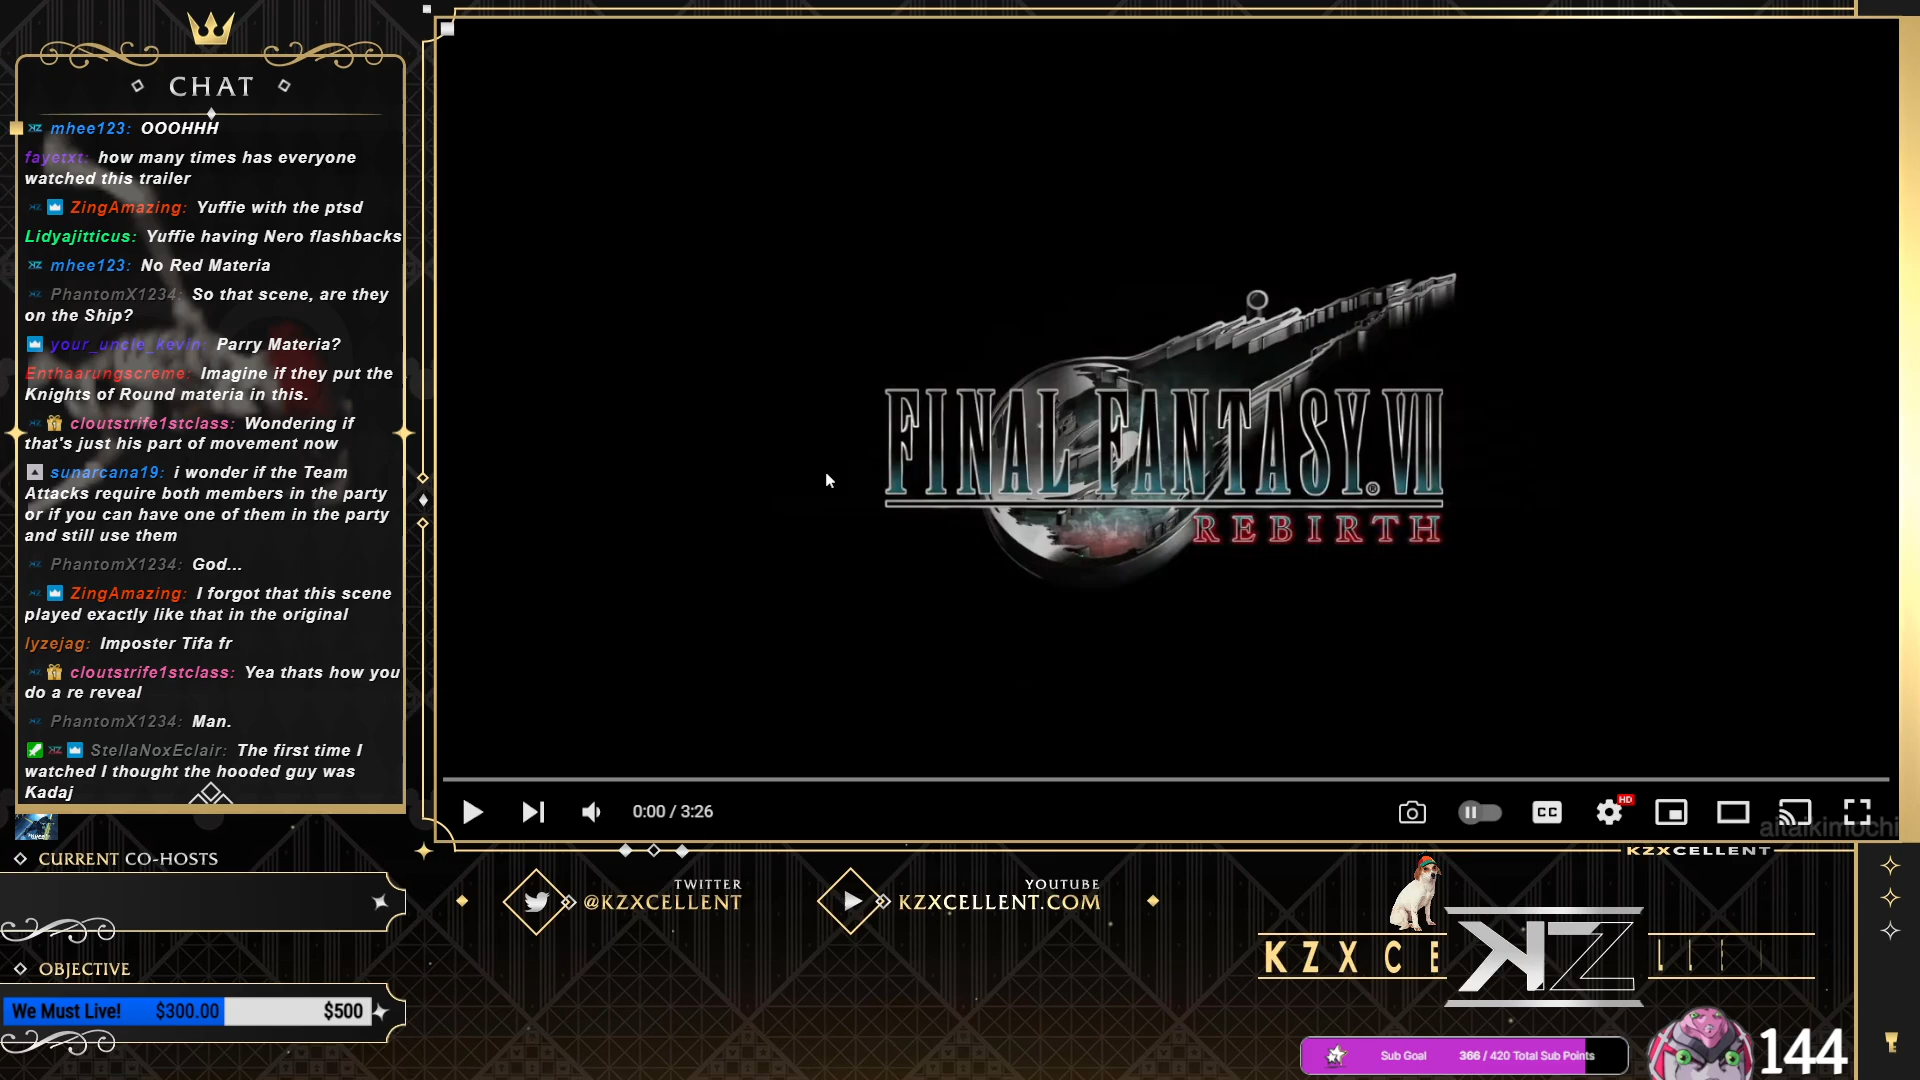 CHAT
mhee123: OOOHHH
fayetxt: how many times has everyone
watched this trailer
ZingAmazing: Yuffie with the ptsd
Lidyajitticus: Yuffie having Nero flashbacks
mhee123: No Red Materia
PhantomX1234: So that scene, are they
on the Ship?
your_uncle_kevin: Parry Materia?
Enthaarungscreme: Imagine if they put the
Knights of Round materia in this.
cloutstrife1stclass: Wondering if
that's just his part of movement now
sunarcana19: i wonder if the Team
Attacks require both members in the party
or if you can have one of them in the party
and still use them
PhantomX1234: God...
ZingAmazing: I forgot that this scene
played exactly like that in the original
lyzejag: Imposter Tifa fr
cloutstrife1stclass: Yea thats how you
do a re reveal
PhantomX1234: Man.
StellaNoxEclair: The first time I
watched I thought the hooded guy was
Kadaj
CURRENT CO-HOSTS
OBJECTIVE
We Must Live! $300.00 $500
FINAL FANTASY® VII
REBIRTH
0:00 / 3:26
CC
HD
aitaikimochi
KZXCELLENT
TWITTER
@KZXCELLENT
YOUTUBE
KZXCELLENT.COM
KZXCE
KZ
Sub Goal 366 / 420 Total Sub Points
144